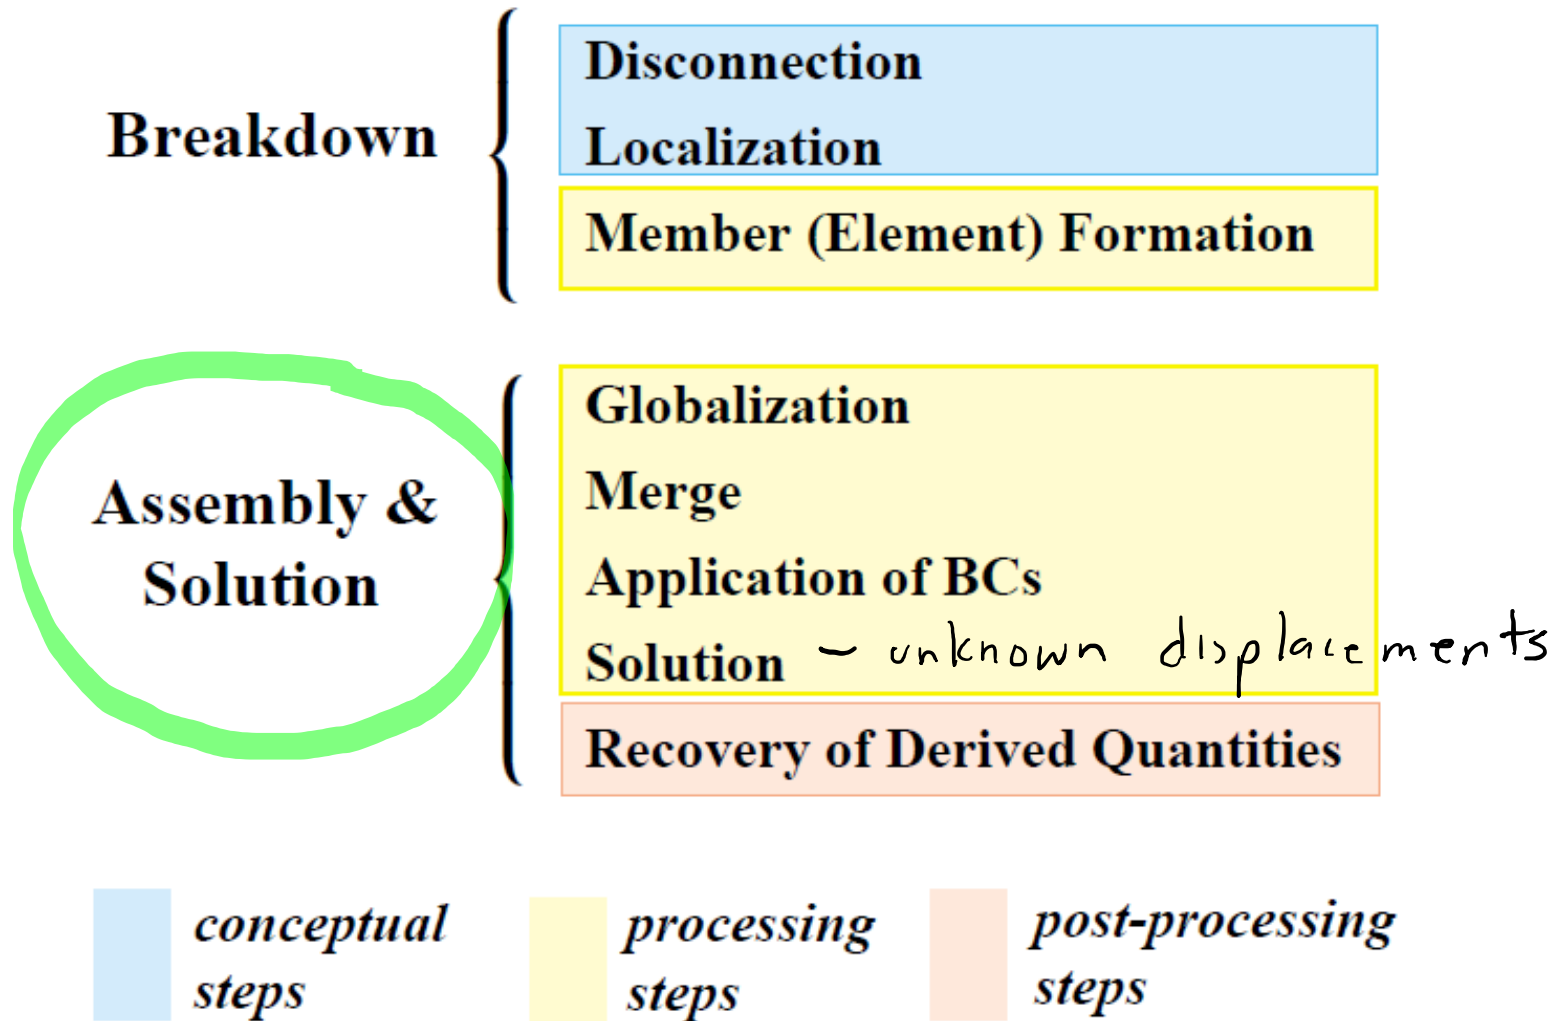 Breakdown
Disconnection
Localization
Member (Element) Formation
Assembly &
Solution
Globalization
Merge
Application of BCs
Solution - unknown displacements
Recovery of Derived Quantities
conceptual
steps
processing
steps
post-processing
steps